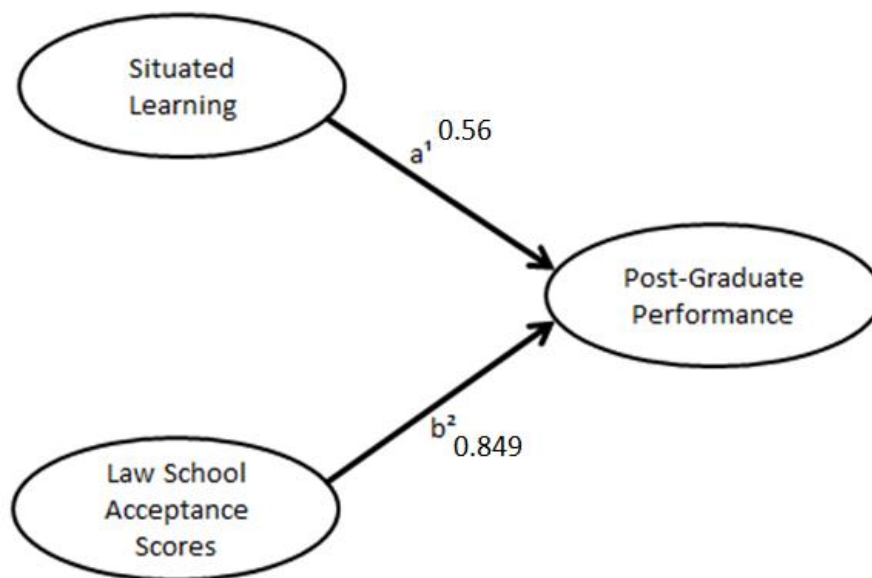 Situated
Learning
a¹ 0.56
Post-Graduate
Performance
b² 0.849
Law School
Acceptance
Scores